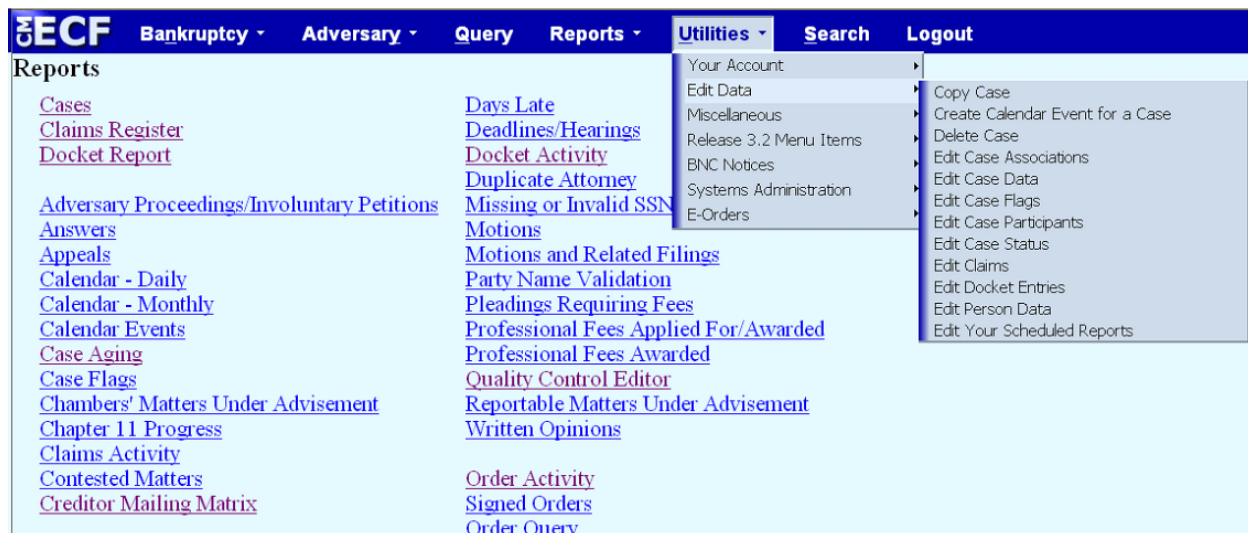 CM ECF Bankruptcy Adversary Query Reports Utilities Search Logout
Reports
Cases
Claims Register
Docket Report
Adversary Proceedings/Involuntary Petitions
Answers
Appeals
Calendar - Daily
Calendar - Monthly
Calendar Events
Case Aging
Case Flags
Chambers' Matters Under Advisement
Chapter 11 Progress
Claims Activity
Contested Matters
Creditor Mailing Matrix
Days Late
Deadlines/Hearings
Docket Activity
Duplicate Attorney
Missing or Invalid SSN
Motions
Motions and Related Filings
Party Name Validation
Pleadings Requiring Fees
Professional Fees Applied For/Awarded
Professional Fees Awarded
Quality Control Editor
Reportable Matters Under Advisement
Written Opinions
Order Activity
Signed Orders
Order Query
Your Account
Edit Data
Miscellaneous
Release 3.2 Menu Items
BNC Notices
Systems Administration
E-Orders
Copy Case
Create Calendar Event for a Case
Delete Case
Edit Case Associations
Edit Case Data
Edit Case Flags
Edit Case Participants
Edit Case Status
Edit Claims
Edit Docket Entries
Edit Person Data
Edit Your Scheduled Reports